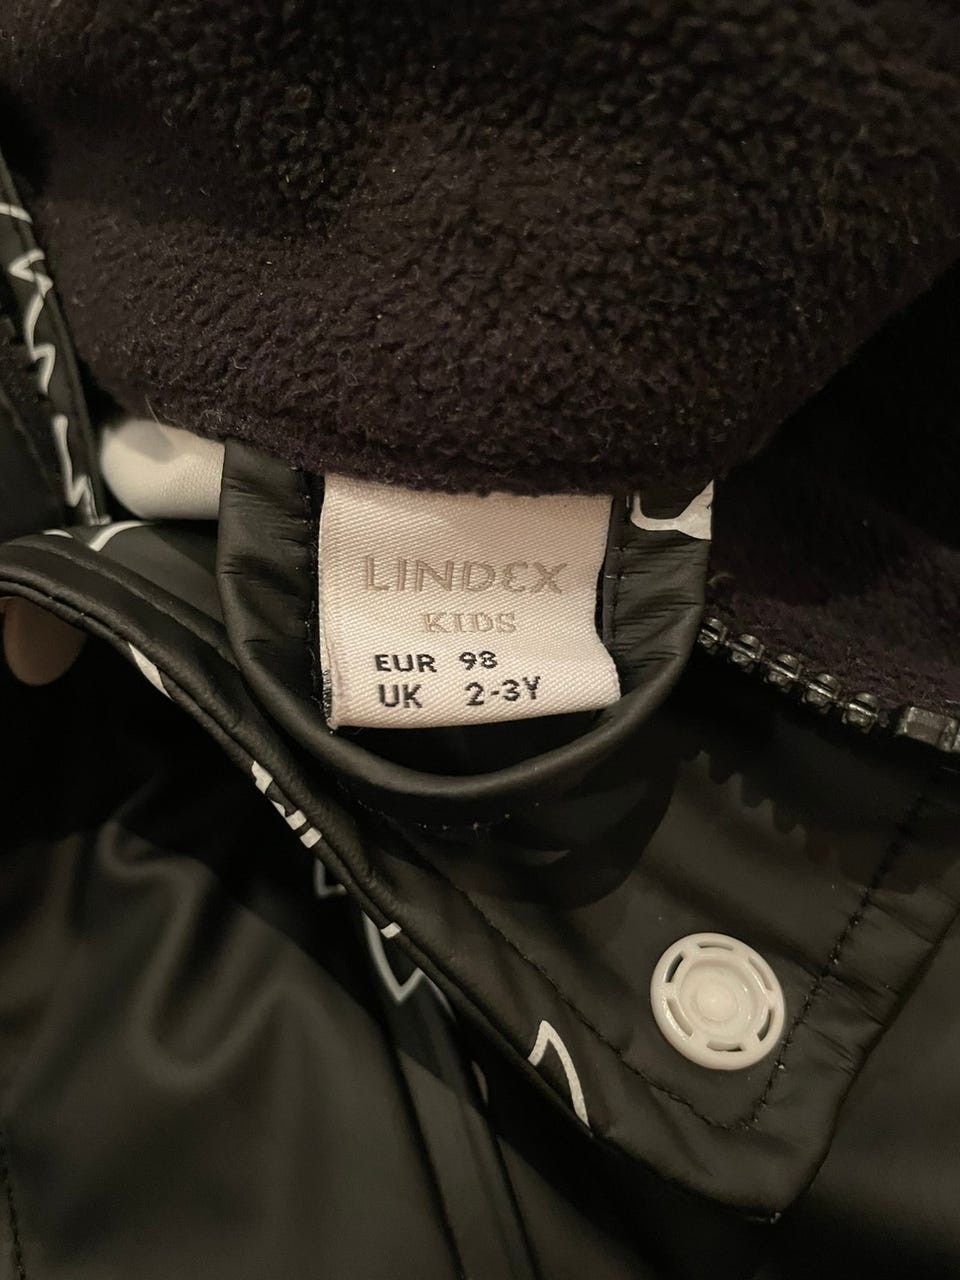 LINDEX
KIDS
EUR 98
UK 2-3Y